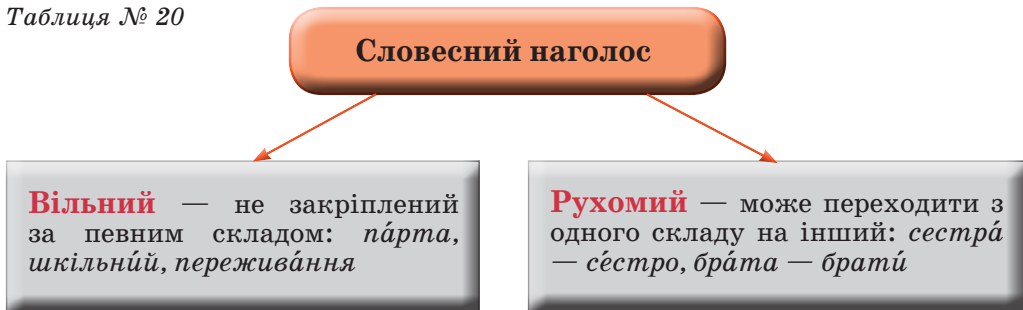 Таблиця № 20
Словесний наголос
Вільний — не закріплений
за певним складом: па́рта,
шкільни́й, пережива́ння
Рухомий — може переходити з
одного складу на інший: сестра́
— се́стро, бра́та — брати́